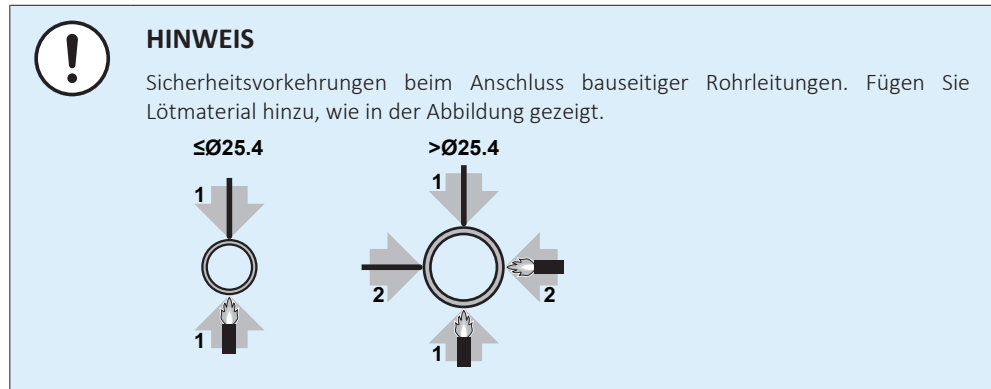 HINWEIS
Sicherheitsvorkehrungen beim Anschluss bauseitiger Rohrleitungen. Fügen Sie
Lötmaterial hinzu, wie in der Abbildung gezeigt.
≤Ø25.4 >Ø25.4
1 1
2 2
1 1